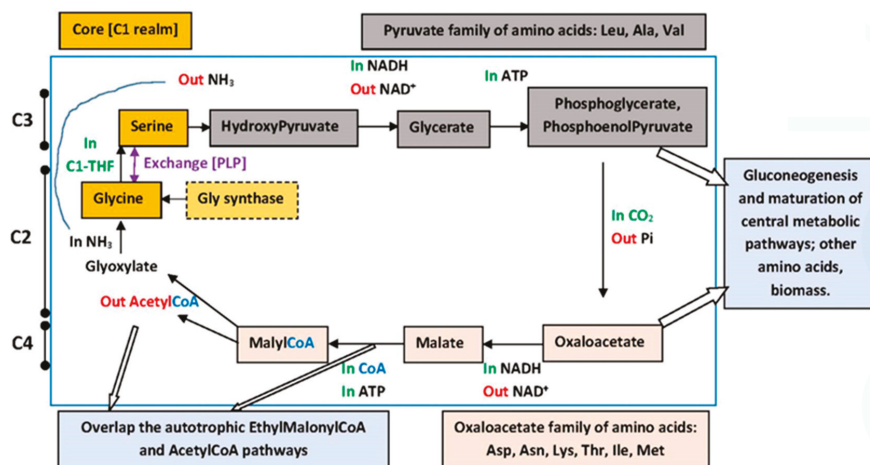 Core [C1 realm]
Pyruvate family of amino acids: Leu, Ala, Val
Out NH₃
In NADH
Out NAD⁺
In ATP
C3
Serine
HydroxyPyruvate
Glycerate
Phosphoglycerate,
PhosphoenolPyruvate
In
C1-THF
Exchange [PLP]
Glycine
Gly synthase
C2
In NH₃
Glyoxylate
Out AcetylCoA
In CO₂
Out Pi
Gluconeogenesis
and maturation of
central metabolic
pathways; other
amino acids,
biomass.
C4
MalylCoA
Malate
Oxaloacetate
In CoA
In ATP
In NADH
Out NAD⁺
Overlap the autotrophic EthylMalonylCoA
and AcetylCoA pathways
Oxaloacetate family of amino acids:
Asp, Asn, Lys, Thr, Ile, Met